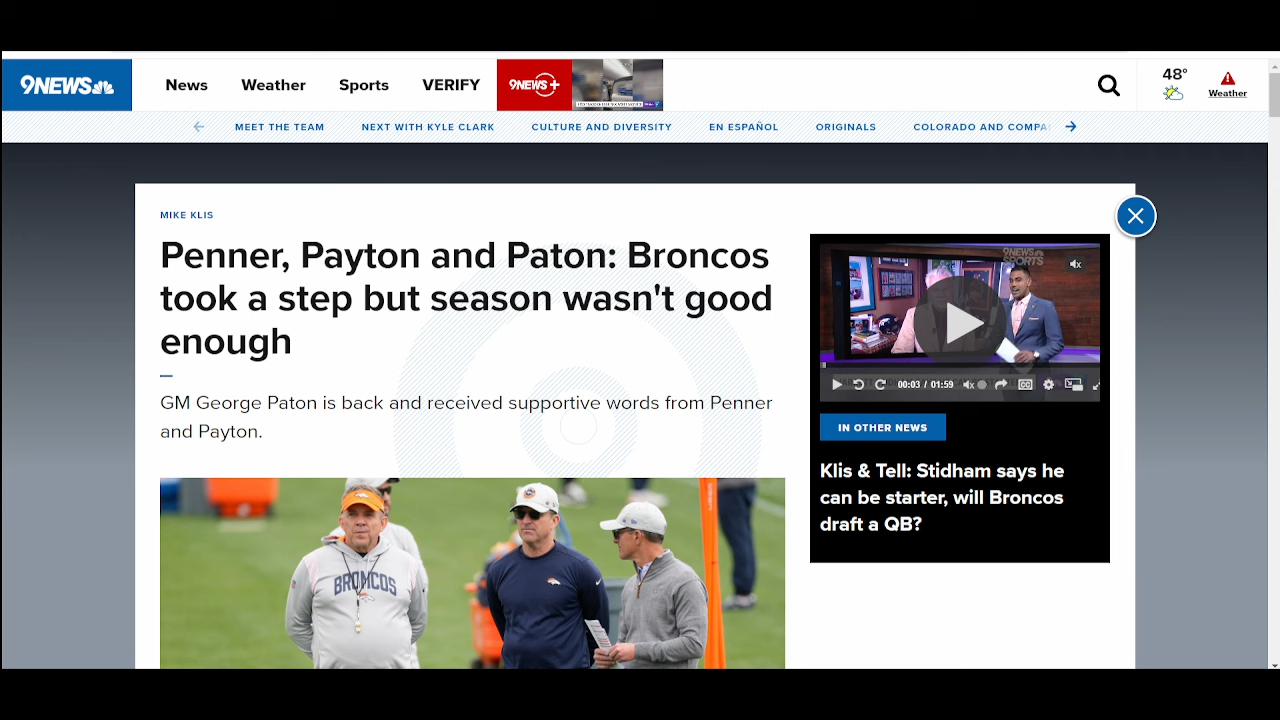 9NEWS
News
Weather
Sports
VERIFY
9NEWS+
48°
Weather
MEET THE TEAM
NEXT WITH KYLE CLARK
CULTURE AND DIVERSITY
EN ESPAÑOL
ORIGINALS
COLORADO AND COMPA
MIKE KLIS
Penner, Payton and Paton: Broncos
took a step but season wasn't good
enough
GM George Paton is back and received supportive words from Penner
and Payton.
BRONCOS
9NEWS
SPORTS
00:03 / 01:59
CC
IN OTHER NEWS
Klis & Tell: Stidham says he
can be starter, will Broncos
draft a QB?